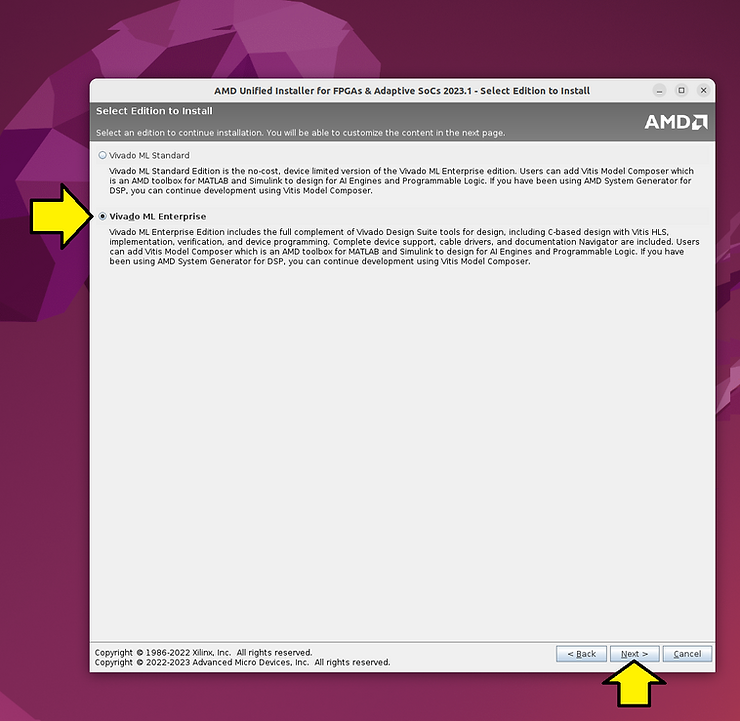 AMD Unified Installer for FPGAs & Adaptive SoCs 2023.1 - Select Edition to Install
Select Edition to Install
Select an edition to continue installation. You will be able to customize the content in the next page.
AMD
Vivado ML Standard
Vivado ML Standard Edition is the no-cost, device limited version of the Vivado ML Enterprise edition. Users can add Vitis Model Composer which
is an AMD toolbox for MATLAB and Simulink to design for AI Engines and Programmable Logic. If you have been using AMD System Generator for
DSP, you can continue development using Vitis Model Composer.
Vivado ML Enterprise
Vivado ML Enterprise Edition includes the full complement of Vivado Design Suite tools for design, including C-based design with Vitis HLS,
implementation, verification, and device programming. Complete device support, cable drivers, and documentation Navigator are included. Users
can add Vitis Model Composer which is an AMD toolbox for MATLAB and Simulink to design for AI Engines and Programmable Logic. If you have
been using AMD System Generator for DSP, you can continue development using Vitis Model Composer.
Copyright © 1986-2022 Xilinx, Inc. All rights reserved.
Copyright © 2022-2023 Advanced Micro Devices, Inc. All rights reserved.
< Back
Next >
Cancel